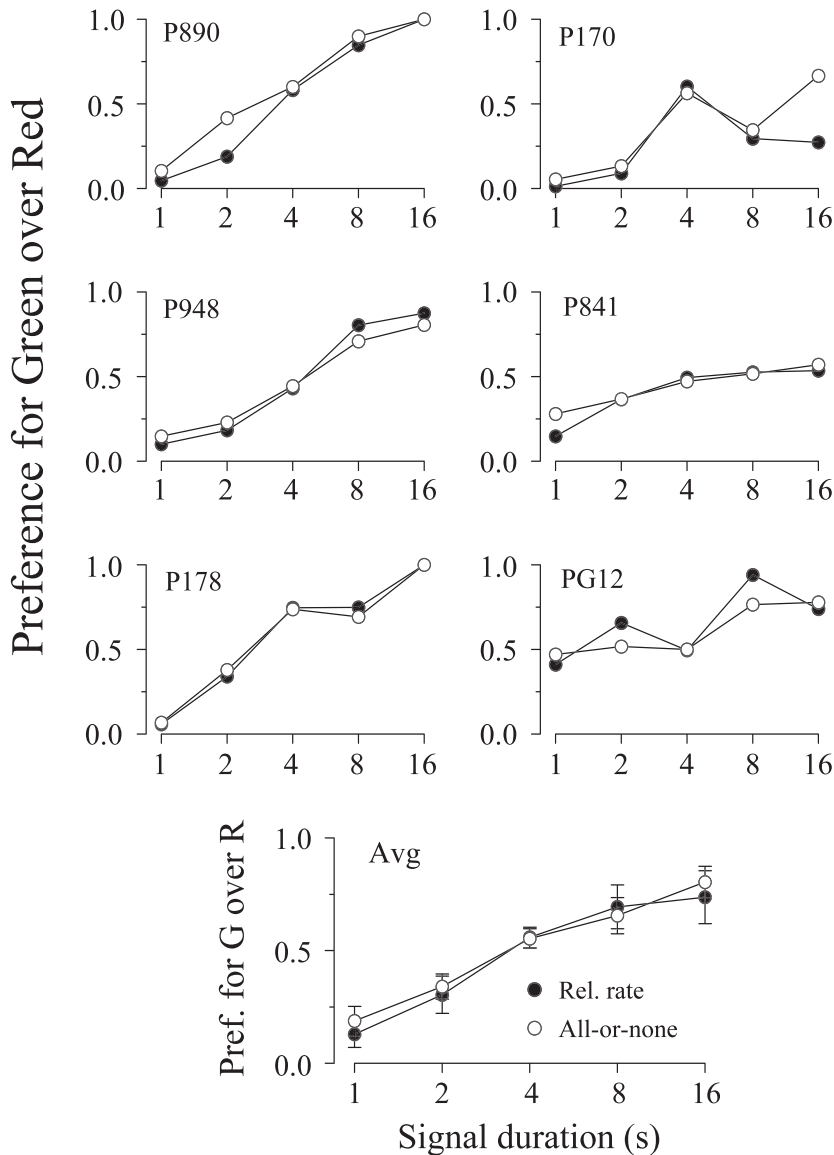 Preference for Green over Red
1.0
0.5
0.0
P890
1 2 4 8 16
1.0
0.5
0.0
P170
1 2 4 8 16
1.0
0.5
0.0
P948
1 2 4 8 16
1.0
0.5
0.0
P841
1 2 4 8 16
1.0
0.5
0.0
P178
1 2 4 8 16
1.0
0.5
0.0
PG12
1 2 4 8 16
Pref. for G over R
1.0
0.5
0.0
Avg
Rel. rate
All-or-none
1 2 4 8 16
Signal duration (s)